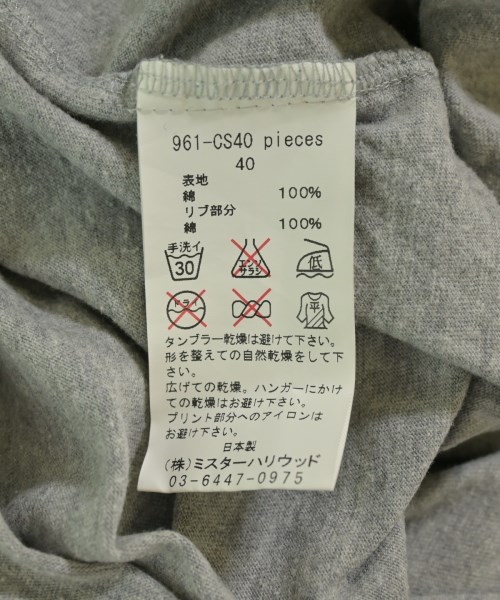 961-CS40 pieces
40
表地
綿 100%
リブ部分
綿 100%
手洗イ
30
エンソ
サラシ
低
ドライ
平
タンブラー乾燥は避けて下さい。
形を整えての自然乾燥をして下
さい。
広げての乾燥。ハンガーにかけ
ての乾燥はお避け下さい。
プリント部分へのアイロンは
お避け下さい。
日本製
(株)ミスターハリウッド
03-6447-0975